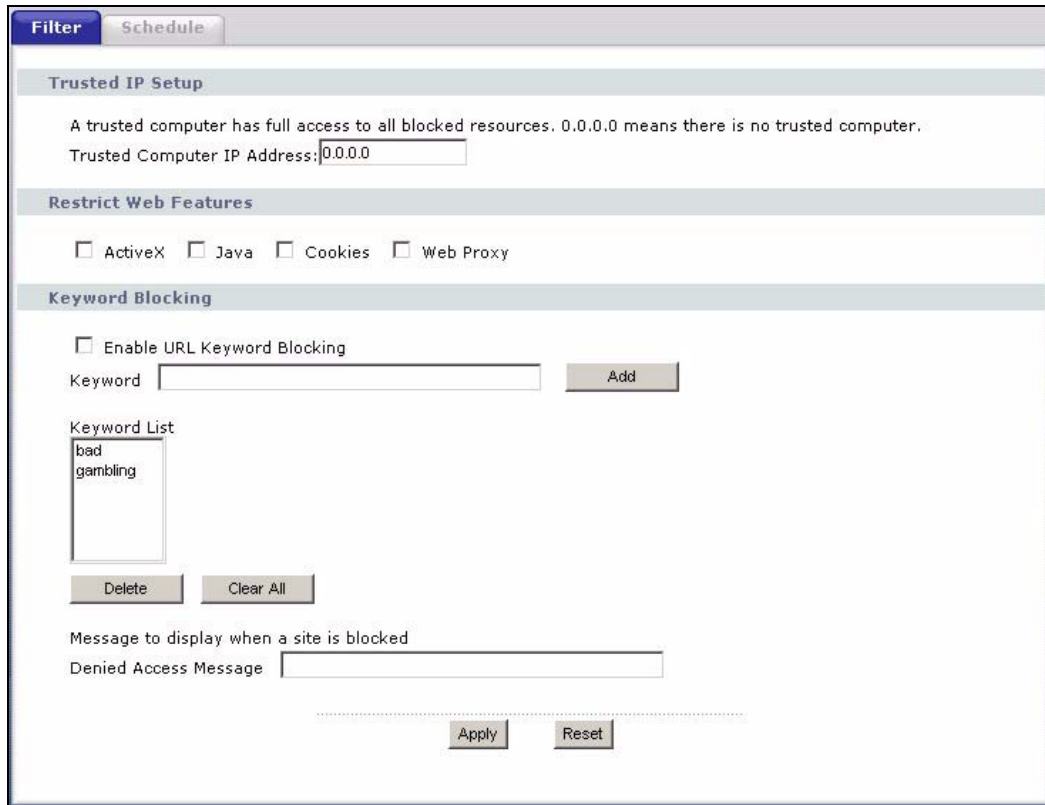 Filter Schedule
Trusted IP Setup
A trusted computer has full access to all blocked resources. 0.0.0.0 means there is no trusted computer.
Trusted Computer IP Address: 0.0.0.0
Restrict Web Features
ActiveX Java Cookies Web Proxy
Keyword Blocking
Enable URL Keyword Blocking
Keyword Add
Keyword List
bad
gambling
Delete Clear All
Message to display when a site is blocked
Denied Access Message
Apply Reset